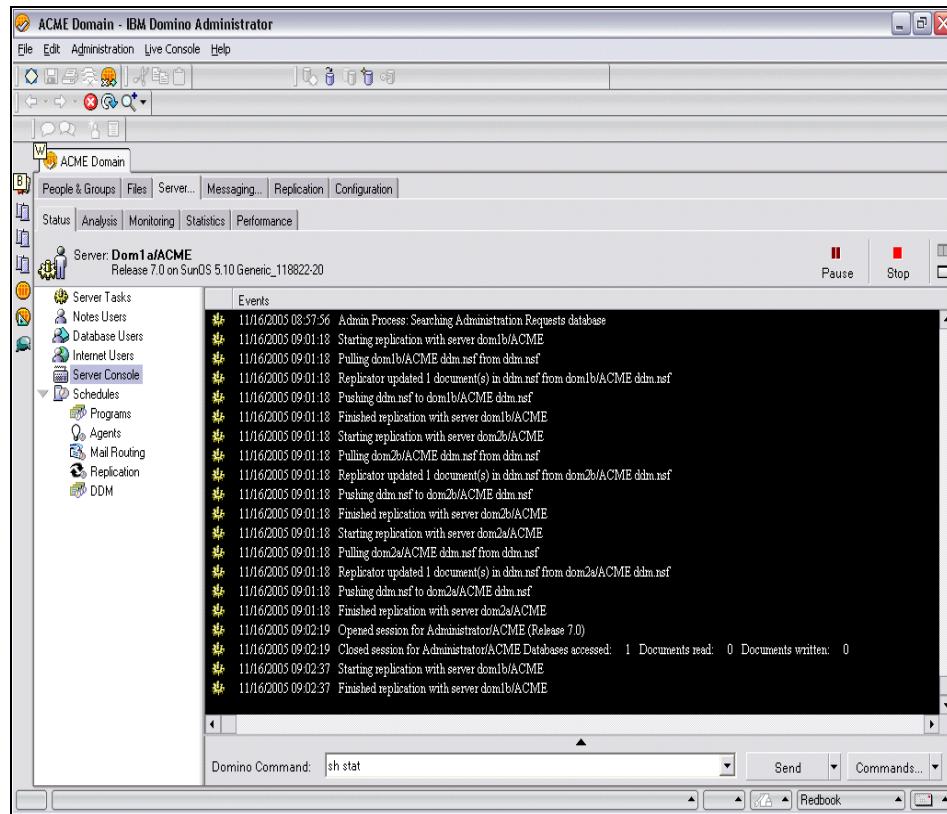 ACME Domain - IBM Domino Administrator
File Edit Administration Live Console Help
W
ACME Domain
B
People & Groups Files Server... Messaging... Replication Configuration
Status Analysis Monitoring Statistics Performance
Server: Dom1a/ACME
Release 7.0 on SunOS 5.10 Generic_118822-20
Pause Stop
Server Tasks
Notes Users
Database Users
Internet Users
Server Console
Schedules
Programs
Agents
Mail Routing
Replication
DDM
Events
11/16/2005 08:57:56 Admin Process: Searching Administration Requests database
11/16/2005 09:01:18 Starting replication with server dom1b/ACME
11/16/2005 09:01:18 Pulling dom1b/ACME ddm.nsf from ddm.nsf
11/16/2005 09:01:18 Replicator updated 1 document(s) in ddm.nsf from dom1b/ACME ddm.nsf
11/16/2005 09:01:18 Pushing ddm.nsf to dom1b/ACME ddm.nsf
11/16/2005 09:01:18 Finished replication with server dom1b/ACME
11/16/2005 09:01:18 Starting replication with server dom2b/ACME
11/16/2005 09:01:18 Pulling dom2b/ACME ddm.nsf from ddm.nsf
11/16/2005 09:01:18 Replicator updated 1 document(s) in ddm.nsf from dom2b/ACME ddm.nsf
11/16/2005 09:01:18 Pushing ddm.nsf to dom2b/ACME ddm.nsf
11/16/2005 09:01:18 Finished replication with server dom2b/ACME
11/16/2005 09:01:18 Starting replication with server dom2a/ACME
11/16/2005 09:01:18 Pulling dom2a/ACME ddm.nsf from ddm.nsf
11/16/2005 09:01:18 Replicator updated 1 document(s) in ddm.nsf from dom2a/ACME ddm.nsf
11/16/2005 09:01:18 Pushing ddm.nsf to dom2a/ACME ddm.nsf
11/16/2005 09:01:18 Finished replication with server dom2a/ACME
11/16/2005 09:02:19 Opened session for Administrator/ACME (Release 7.0)
11/16/2005 09:02:19 Closed session for Administrator/ACME Databases accessed: 1 Documents read: 0 Documents written: 0
11/16/2005 09:02:37 Starting replication with server dom1b/ACME
11/16/2005 09:02:37 Finished replication with server dom1b/ACME
Domino Command: sh stat Send Commands...
Redbook